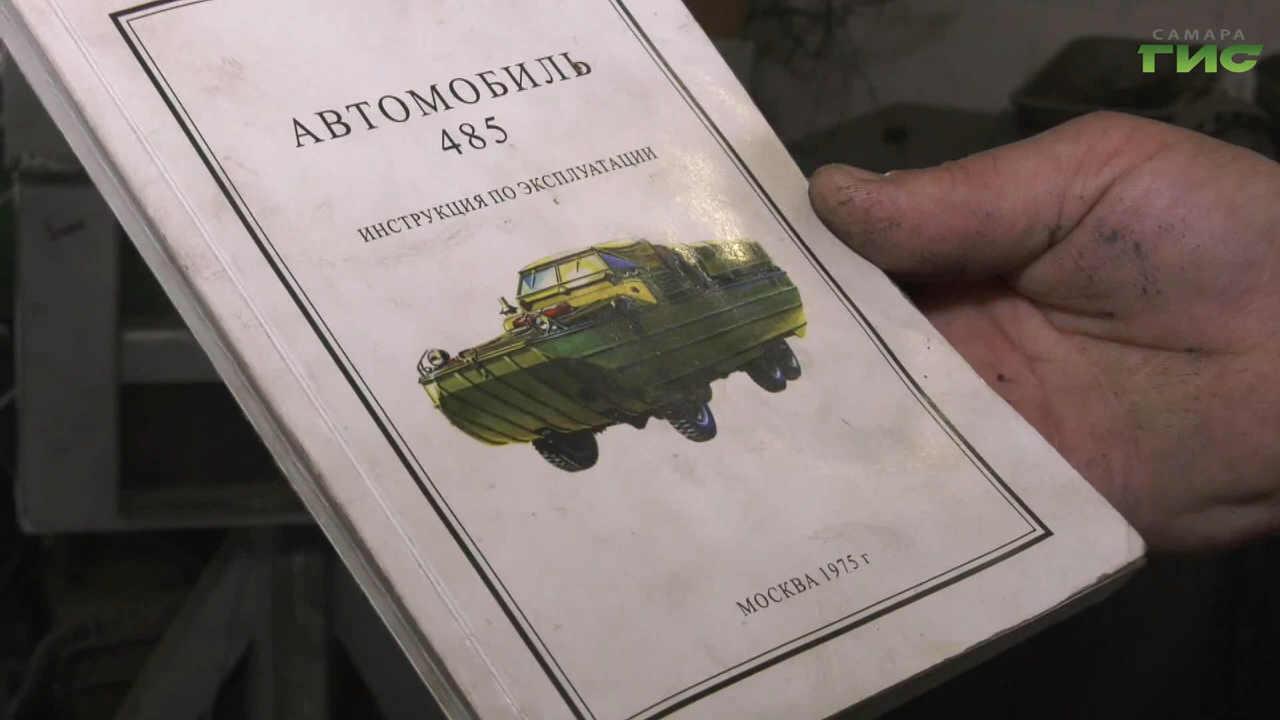 САМАРА
ГИС
АВТОМОБИЛЬ
485
ИНСТРУКЦИЯ ПО ЭКСПЛУАТАЦИИ
МОСКВА 1975 г